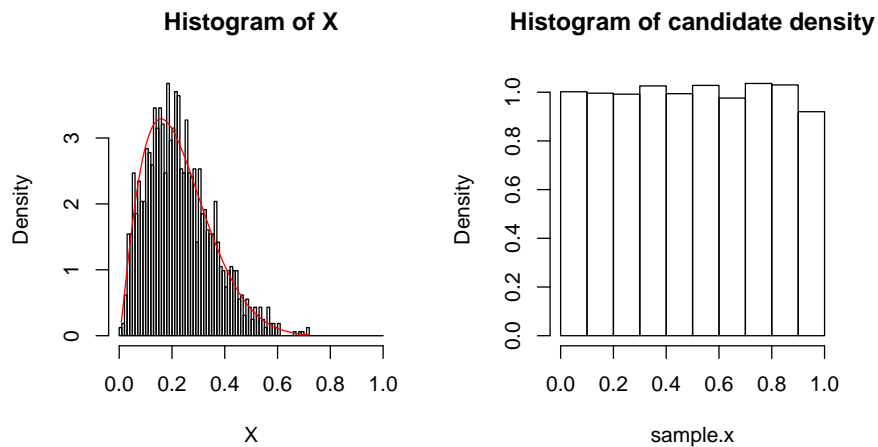 Histogram of X
Density
3
2
1
0
0.0 0.2 0.4 0.6 0.8 1.0
X
Histogram of candidate density
Density
1.0
0.8
0.6
0.4
0.2
0.0
0.0 0.2 0.4 0.6 0.8 1.0
sample.x